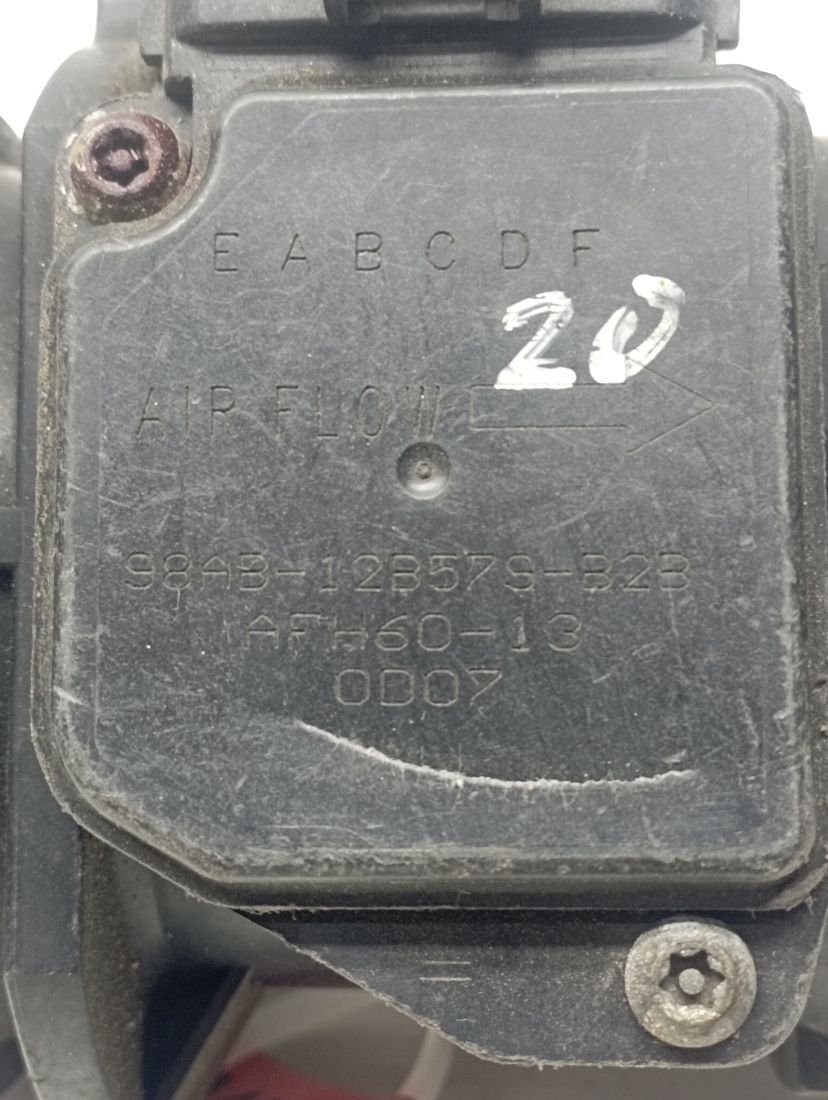 E A B C D F
20
AIR FLOW
98AB-12B579-B2B
AFH60-13
0D07